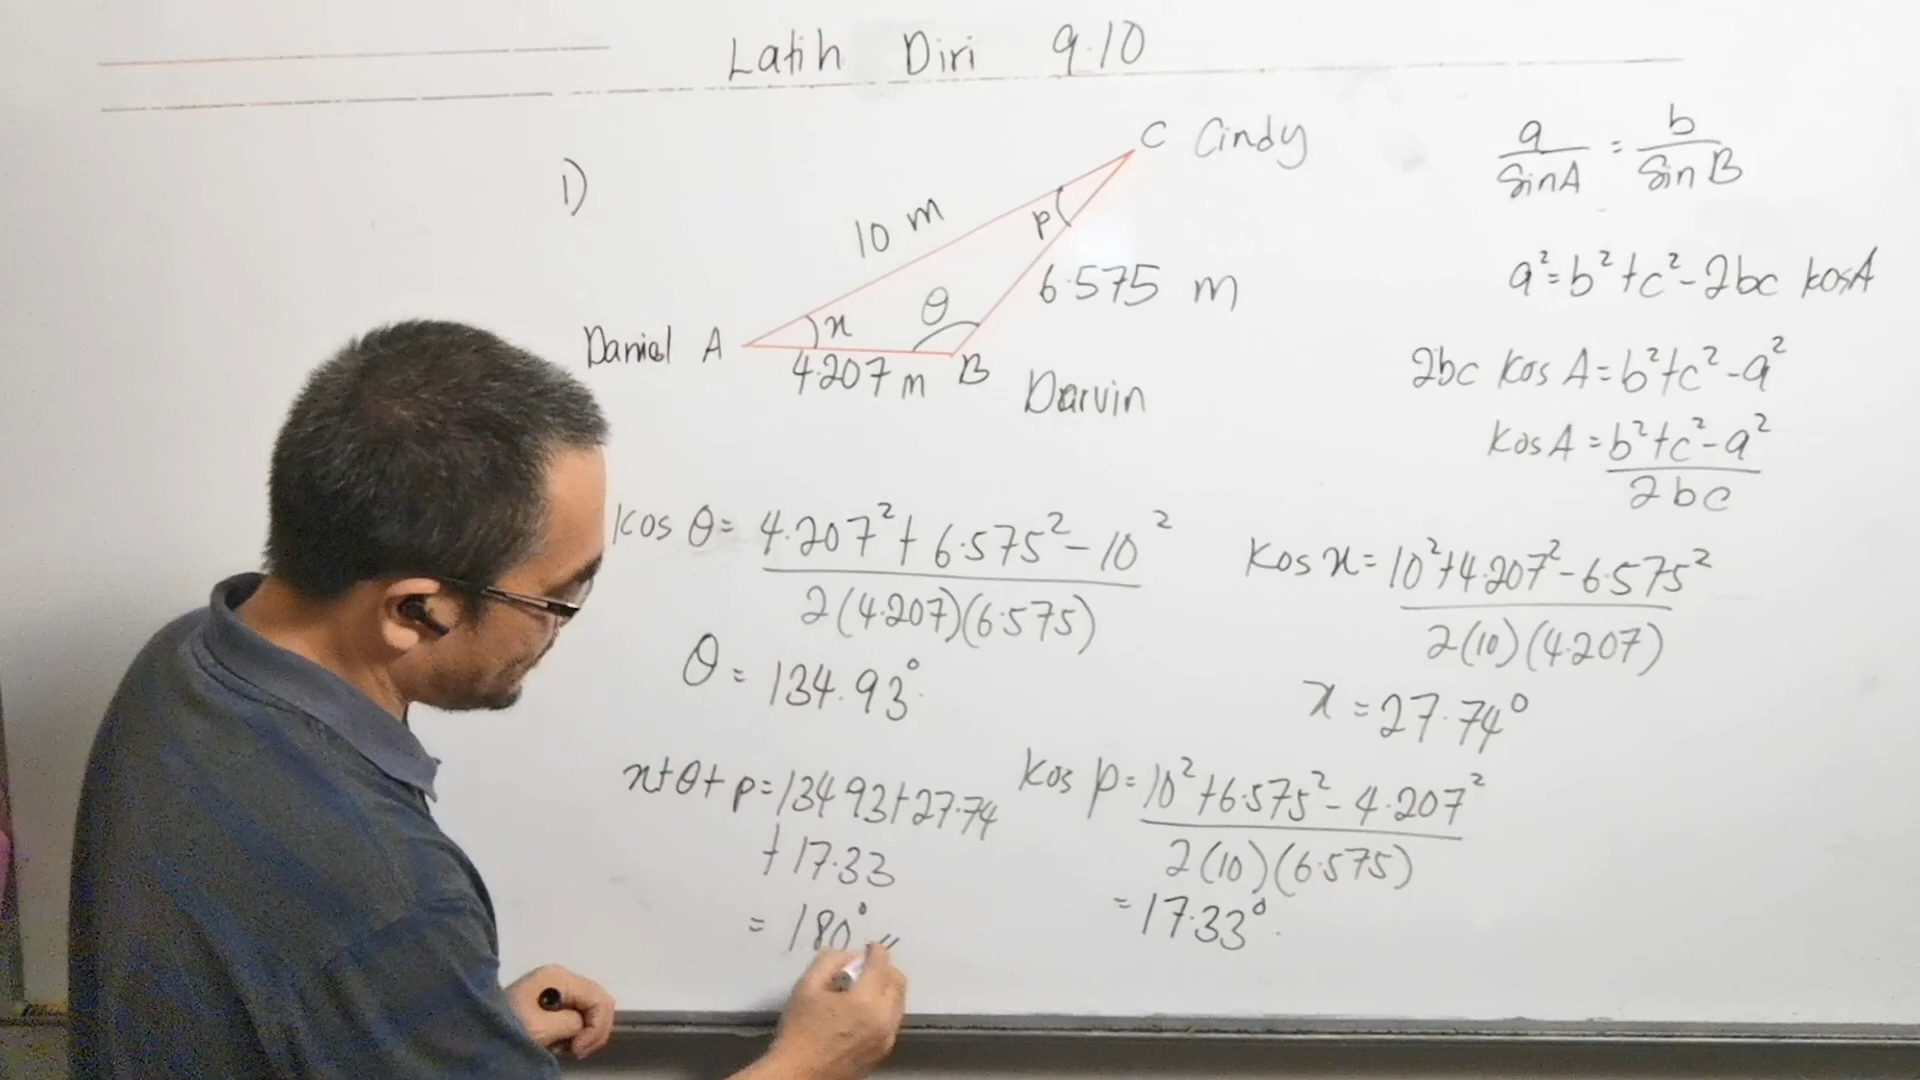 Latih Diri 9.10
1)
C Cindy
10 m
p
6.575 m
θ
x
Daniel A
4.207 m B
Darvin
a/sinA = b/sinB
a²=b²+c²-2bc kosA
2bc kos A=b²+c²-a²
kos A = (b²+c²-a²)/2bc
kos θ = (4.207²+6.575²-10²)/2(4.207)(6.575)
θ = 134.93°.
kos x = (10²+4.207²-6.575²)/2(10)(4.207)
x = 27.74°
x+θ+p=134.93+27.74
+17.33
= 180°
kos p = (10²+6.575²-4.207²)/2(10)(6.575)
= 17.33°.